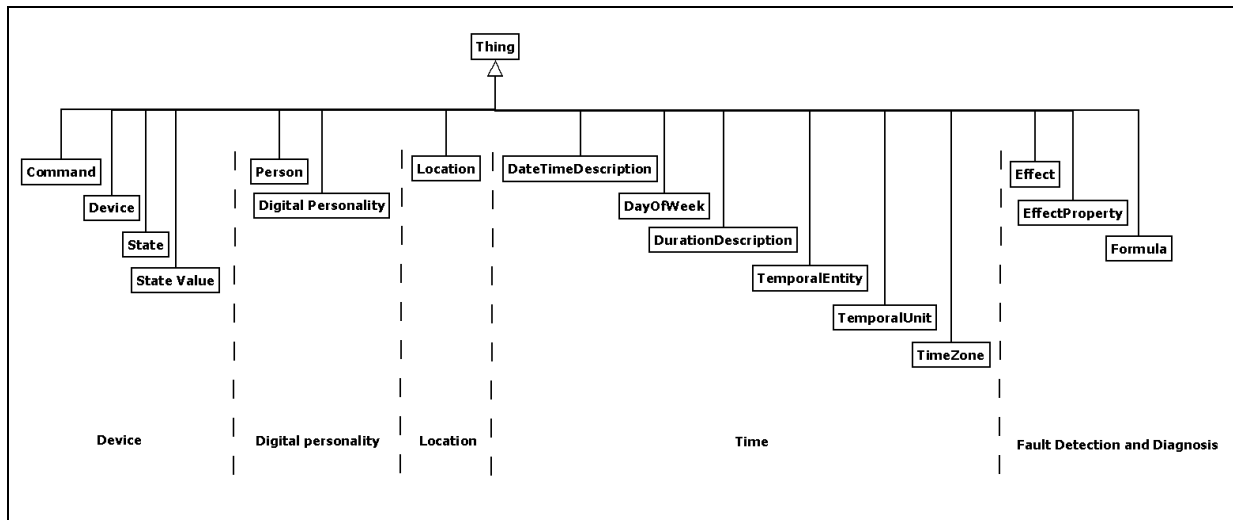 Thing
Command
Person
Location
DateTimeDescription
Effect
Device
Digital Personality
DayOfWeek
EffectProperty
State
DurationDescription
Formula
State Value
TemporalEntity
TemporalUnit
TimeZone
Device
Digital personality
Location
Time
Fault Detection and Diagnosis